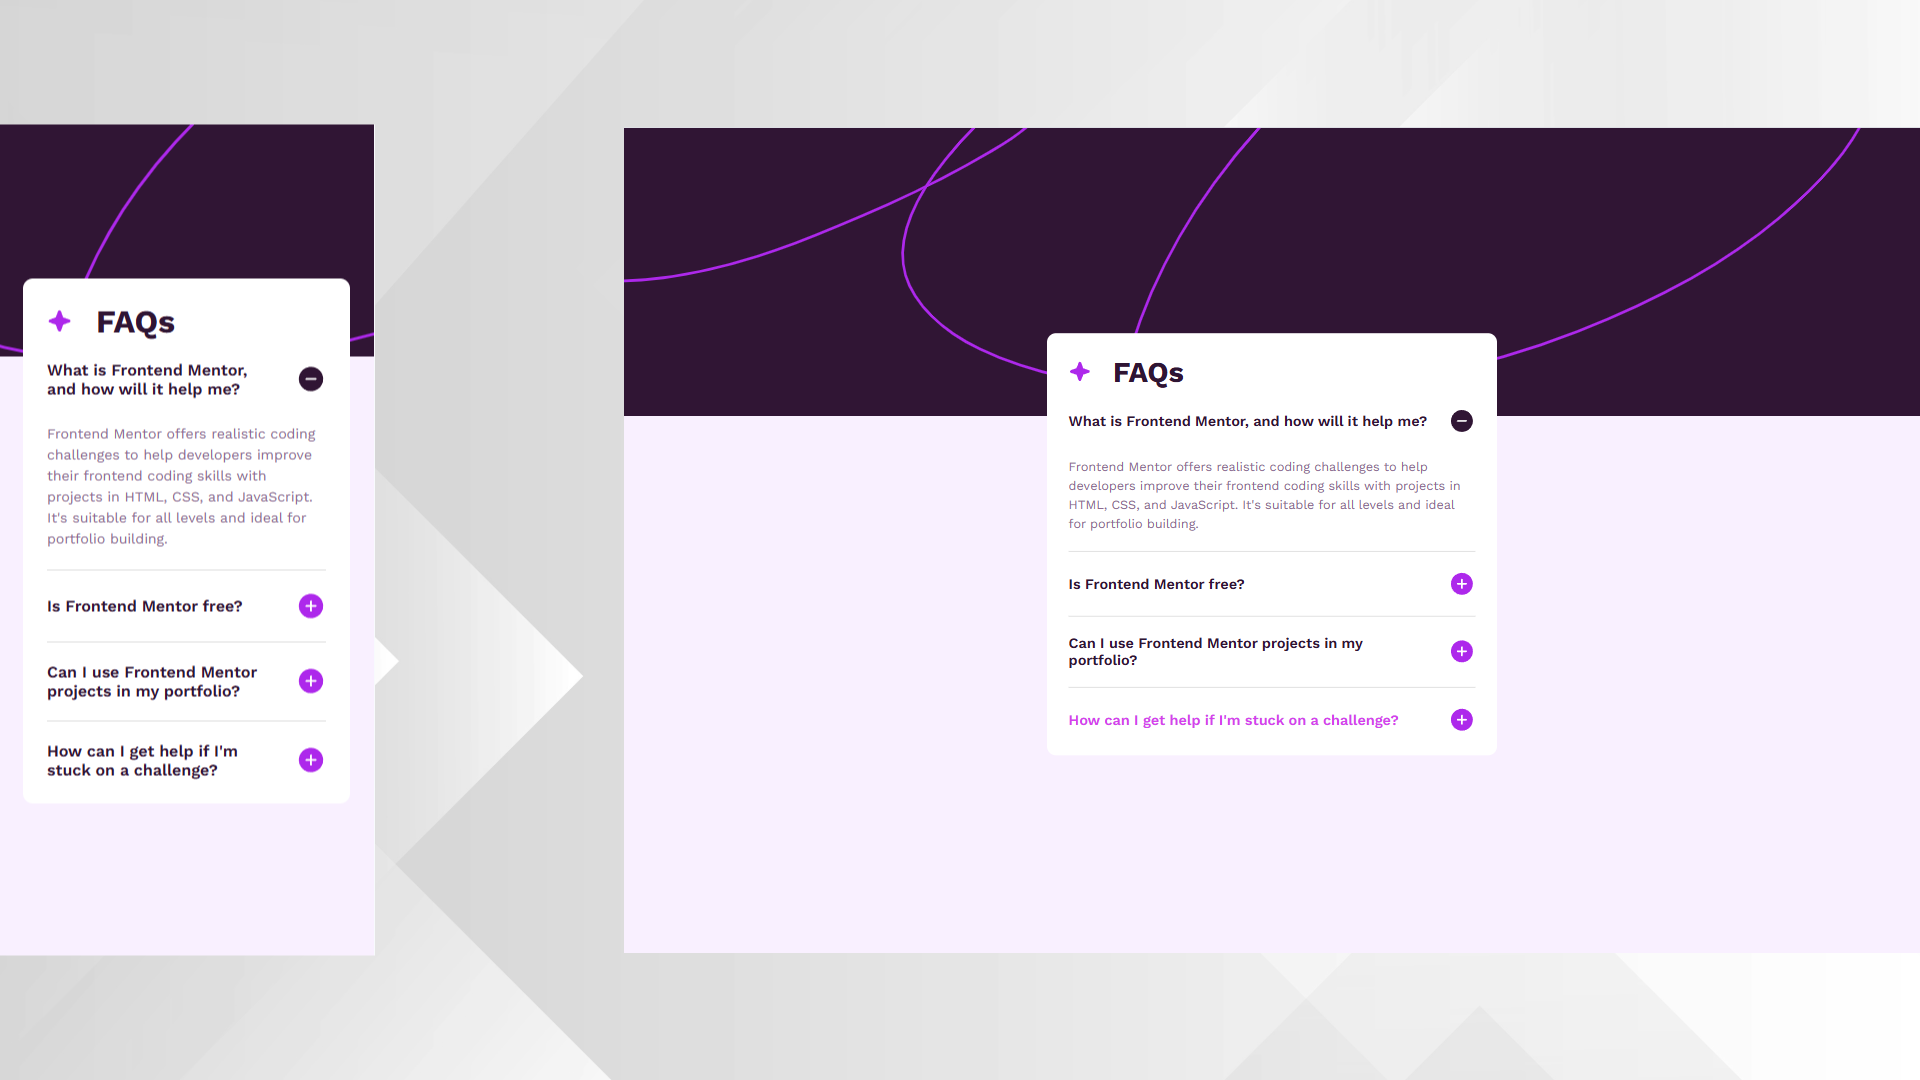 FAQs
What is Frontend Mentor,
and how will it help me?
Frontend Mentor offers realistic coding
challenges to help developers improve
their frontend coding skills with
projects in HTML, CSS, and JavaScript.
It's suitable for all levels and ideal for
portfolio building.
Is Frontend Mentor free?
Can I use Frontend Mentor
projects in my portfolio?
How can I get help if I'm
stuck on a challenge?
FAQs
What is Frontend Mentor, and how will it help me?
Frontend Mentor offers realistic coding challenges to help
developers improve their frontend coding skills with projects in
HTML, CSS, and JavaScript. It's suitable for all levels and ideal
for portfolio building.
Is Frontend Mentor free?
Can I use Frontend Mentor projects in my
portfolio?
How can I get help if I'm stuck on a challenge?